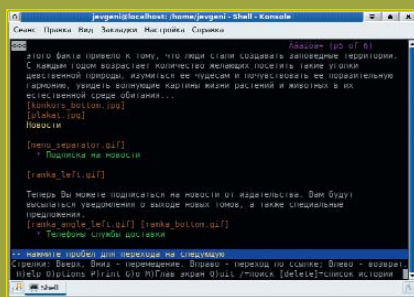 jevgeni@localhost: /home/jevgeni - Shell - Konsole
Сеанс Правка Вид Закладки Настройка Справка
(p5 of 6)
этого факта привело к тому, что люди стали создавать заповедные территории.
С каждым годом возрастает количество желающих посетить такие уголки
девственной природы, изумиться ее чудесам и почувствовать ее поразительную
гармонию, увидеть волнующие картины жизни растений и животных в их
естественной среде обитания...
[konkurs_bottom.jpg]
[plakat.jpg]
Новости
[menu_separator.gif]
* Подписка на новости
[ramka_left.gif]
Теперь Вы можете подписаться на новости от издательства. Вам будут
высылаться уведомления о выходе новых томов, а также специальные
предложения.
[ramka_angle_left.gif] [ramka_bottom.gif]
* Телефоны службы доставки
-- нажмите пробел для перехода на следующую
Стрелки: Вверх, Вниз - перемещение. Вправо - переход по ссылке; Влево - возврат.
H)elp O)ptions P)rint G)o M)Глав экран Q)uit /=поиск [delete]=список истории
Shell